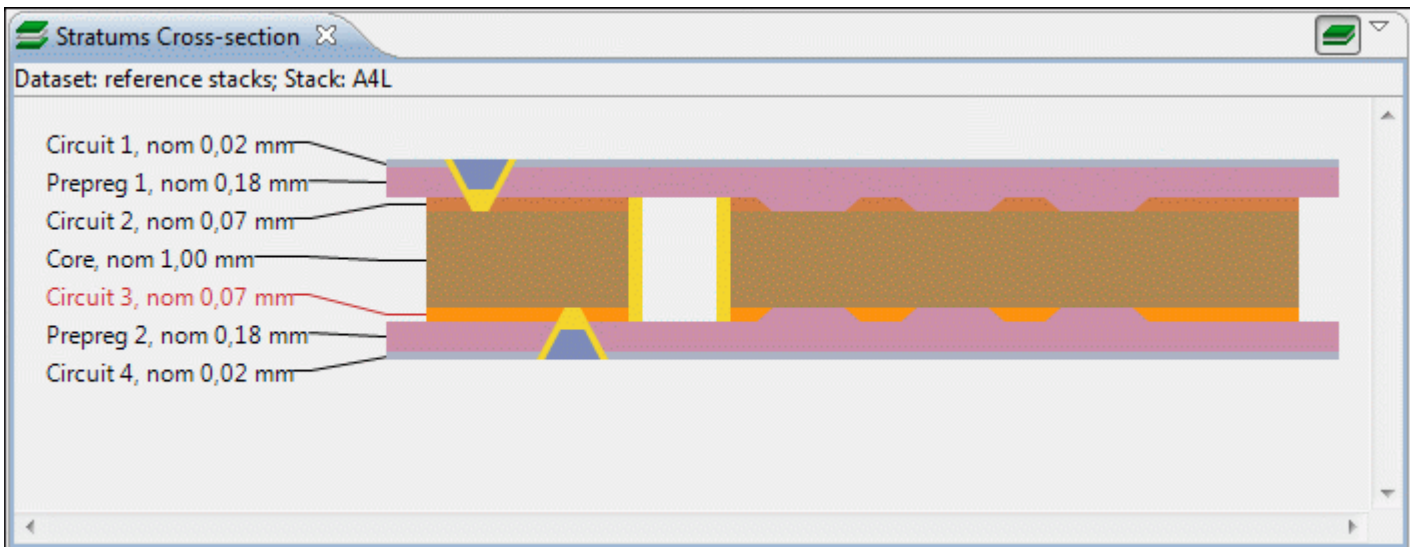 Stratums Cross-section
Dataset: reference stacks; Stack: A4L
Circuit 1, nom 0,02 mm
Prepreg 1, nom 0,18 mm
Circuit 2, nom 0,07 mm
Core, nom 1,00 mm
Circuit 3, nom 0,07 mm
Prepreg 2, nom 0,18 mm
Circuit 4, nom 0,02 mm